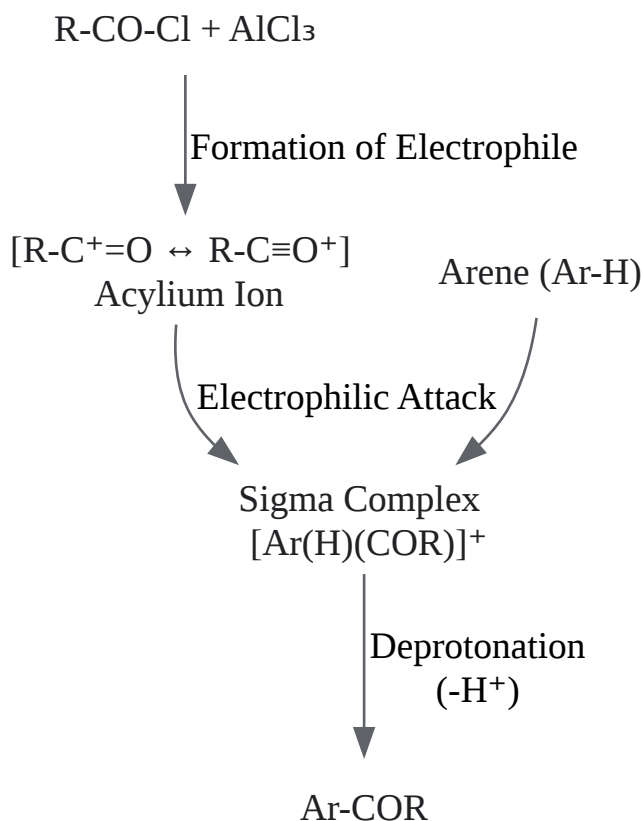 R-CO-Cl + AlCl₃
Formation of Electrophile
[R-C⁺=O ↔ R-C≡O⁺]
Acylium Ion
Arene (Ar-H)
Electrophilic Attack
Sigma Complex
[Ar(H)(COR)]⁺
Deprotonation
(-H⁺)
Ar-COR